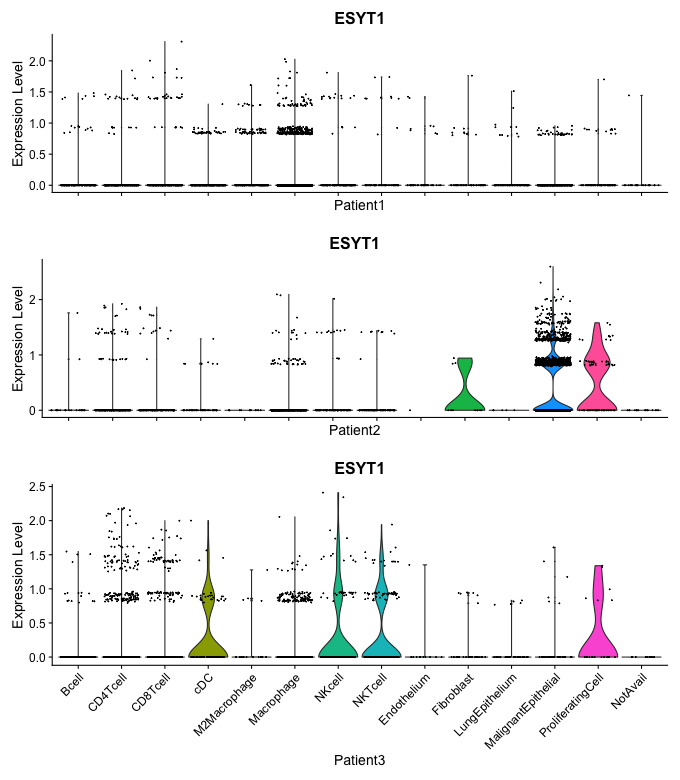 ESYT1
Expression Level
2.0
1.5
1.0
0.5
0.0
Patient1
ESYT1
Expression Level
2
1
0
Patient2
ESYT1
Expression Level
2.5
2.0
1.5
1.0
0.5
0.0
Bcell
CD4Tcell
CD8Tcell
cDC
M2Macrophage
Macrophage
NKcell
NKTcell
Endothelium
Fibroblast
LungEpithelium
MalignantEpithelial
ProliferatingCell
NotAvail
Patient3